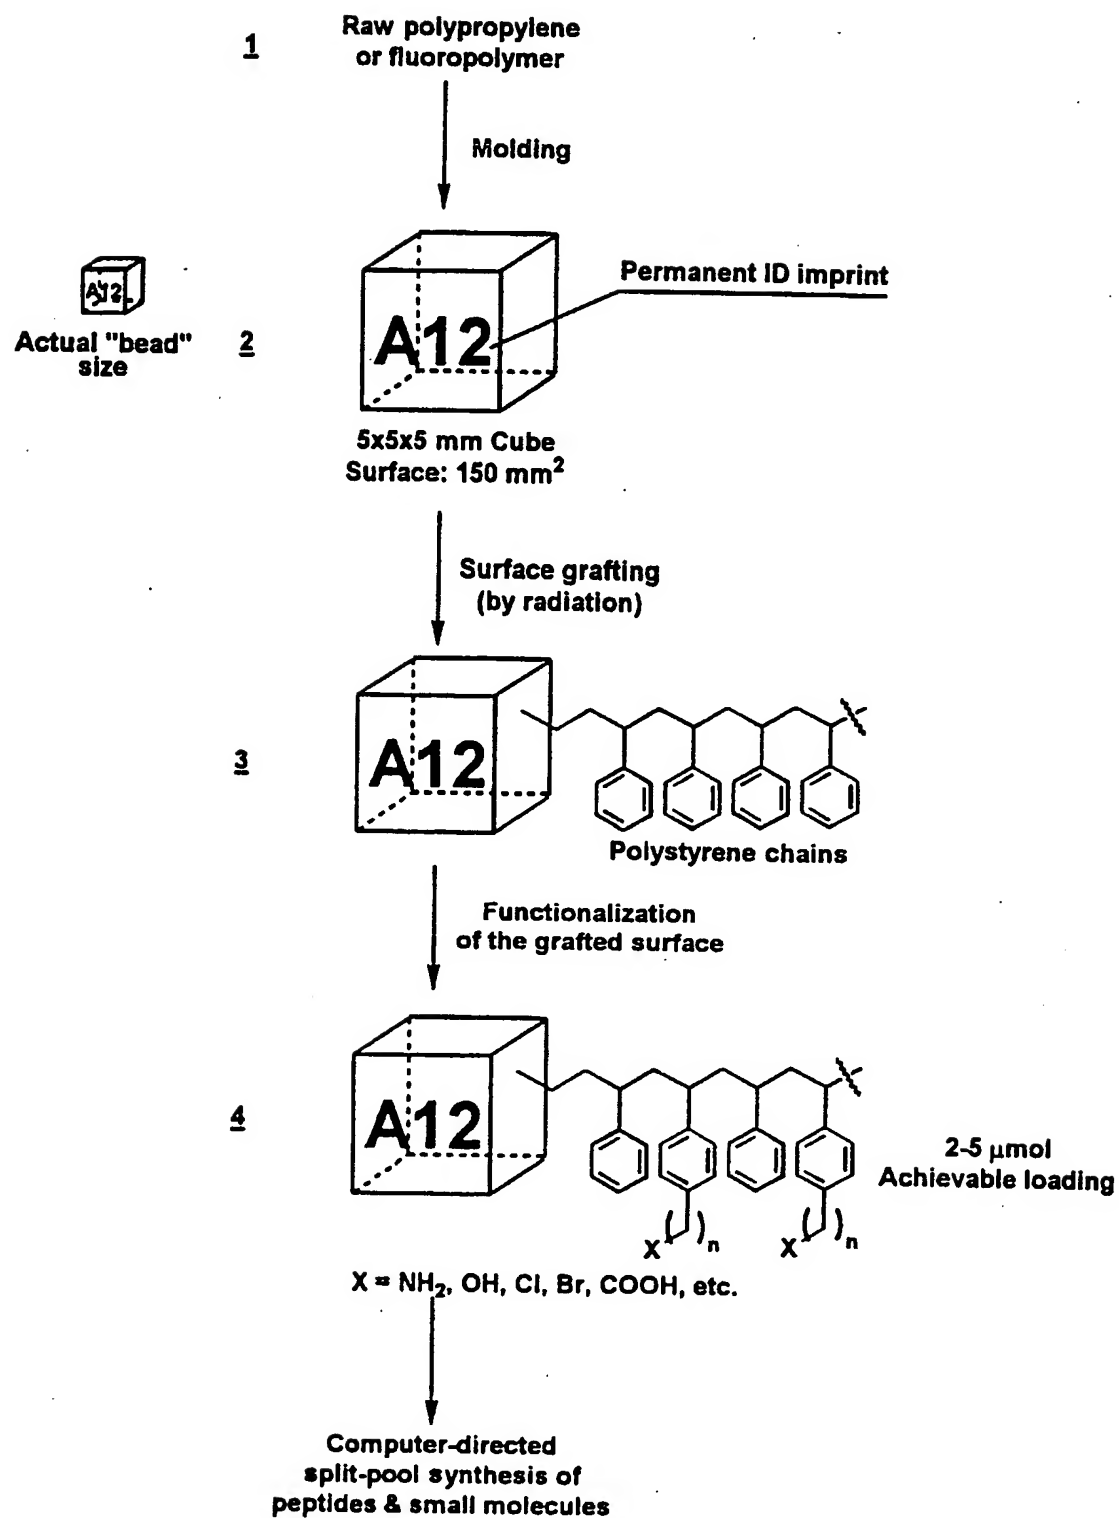 1
Raw polypropylene
or fluoropolymer
Molding
Permanent ID imprint
A12
Actual "bead"
size
2
A12
5x5x5 mm Cube
Surface: 150 mm²
Surface grafting
(by radiation)
3
A12
Polystyrene chains
Functionalization
of the grafted surface
4
A12
2-5 μmol
Achievable loading
X ( )n
X ( )n
X = NH₂, OH, Cl, Br, COOH, etc.
Computer-directed
split-pool synthesis of
peptides & small molecules